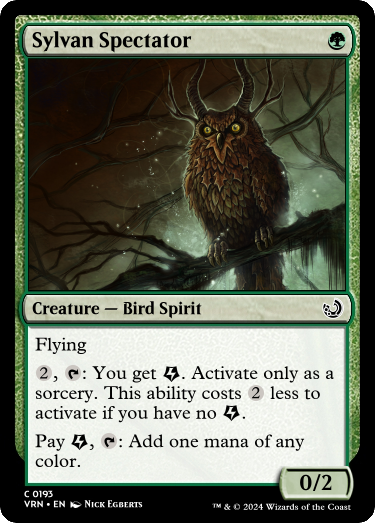 Sylvan Spectator
Creature — Bird Spirit
Flying
2, : You get . Activate only as a
sorcery. This ability costs 2 less to
activate if you have no .
Pay , : Add one mana of any
color.
0/2
C 0193
VRN • EN Nick Egberts
™ & © 2024 Wizards of the Coast